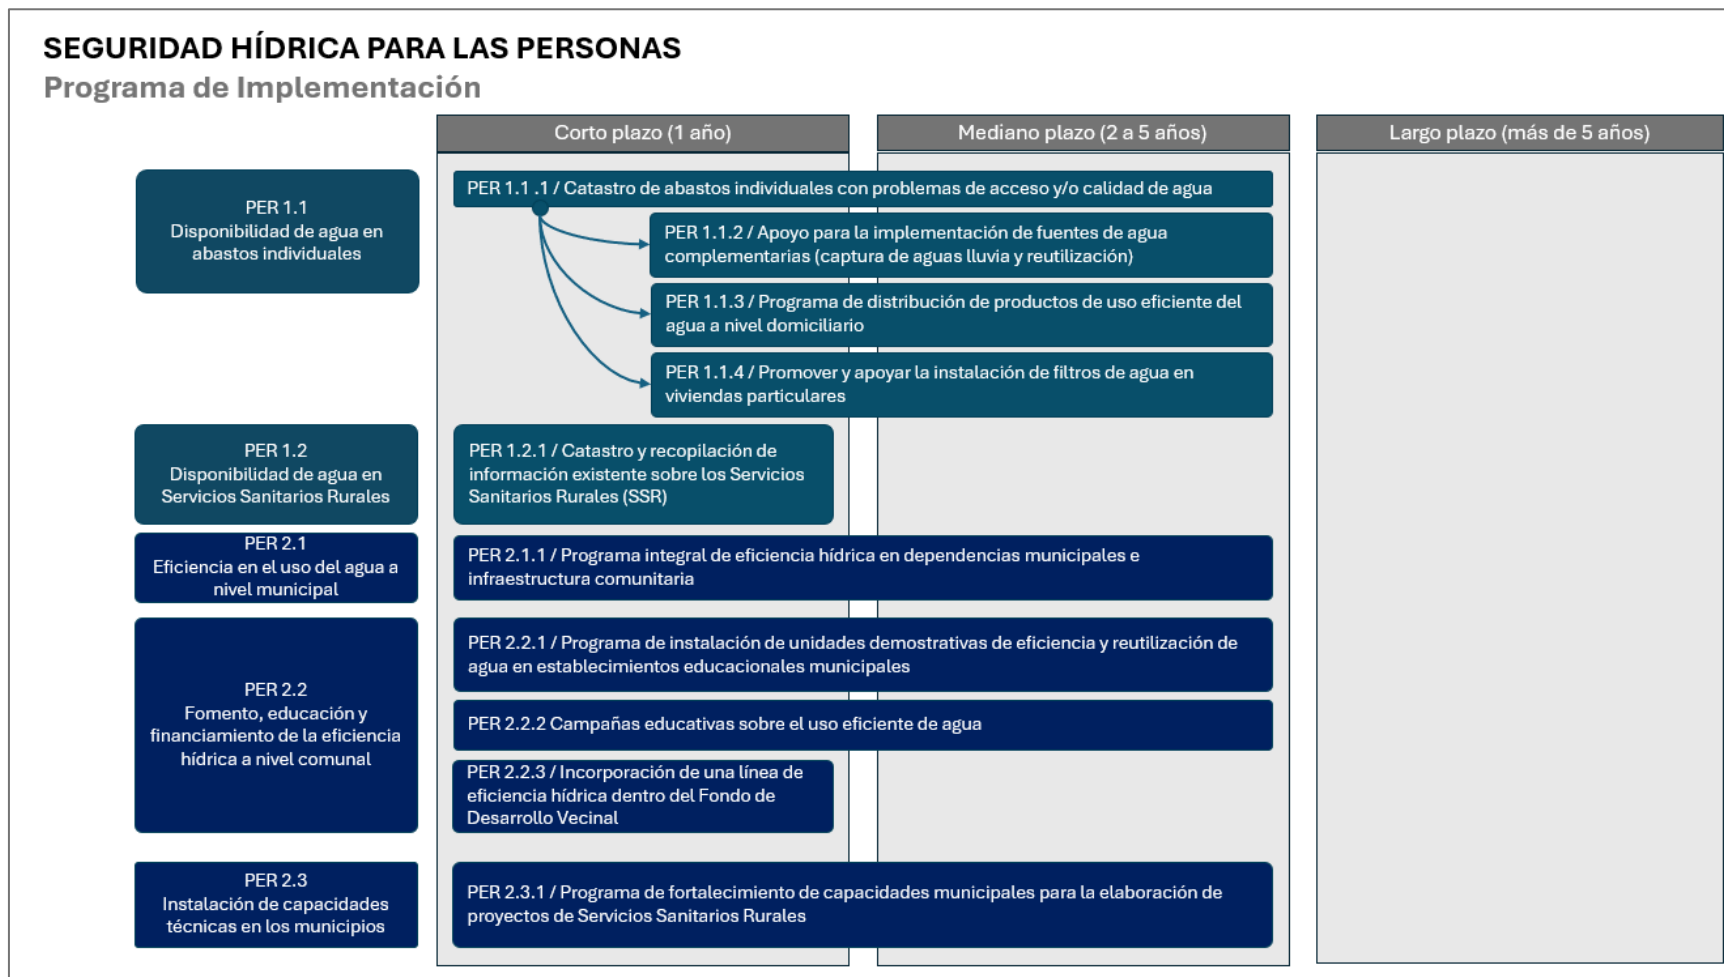 SEGURIDAD HÍDRICA PARA LAS PERSONAS
Programa de Implementación
Corto plazo (1 año)
Mediano plazo (2 a 5 años)
Largo plazo (más de 5 años)
PER 1.1
Disponibilidad de agua en
abastos individuales
PER 1.1 .1 / Catastro de abastos individuales con problemas de acceso y/o calidad de agua
PER 1.1.2 / Apoyo para la implementación de fuentes de agua
complementarias (captura de aguas lluvia y reutilización)
PER 1.1.3 / Programa de distribución de productos de uso eficiente del
agua a nivel domiciliario
PER 1.1.4 / Promover y apoyar la instalación de filtros de agua en
viviendas particulares
PER 1.2
Disponibilidad de agua en
Servicios Sanitarios Rurales
PER 1.2.1 / Catastro y recopilación de
información existente sobre los Servicios
Sanitarios Rurales (SSR)
PER 2.1
Eficiencia en el uso del agua a
nivel municipal
PER 2.1.1 / Programa integral de eficiencia hídrica en dependencias municipales e
infraestructura comunitaria
PER 2.2
Fomento, educación y
financiamiento de la eficiencia
hídrica a nivel comunal
PER 2.2.1 / Programa de instalación de unidades demostrativas de eficiencia y reutilización de
agua en establecimientos educacionales municipales
PER 2.2.2 Campañas educativas sobre el uso eficiente de agua
PER 2.2.3 / Incorporación de una línea de
eficiencia hídrica dentro del Fondo de
Desarrollo Vecinal
PER 2.3
Instalación de capacidades
técnicas en los municipios
PER 2.3.1 / Programa de fortalecimiento de capacidades municipales para la elaboración de
proyectos de Servicios Sanitarios Rurales